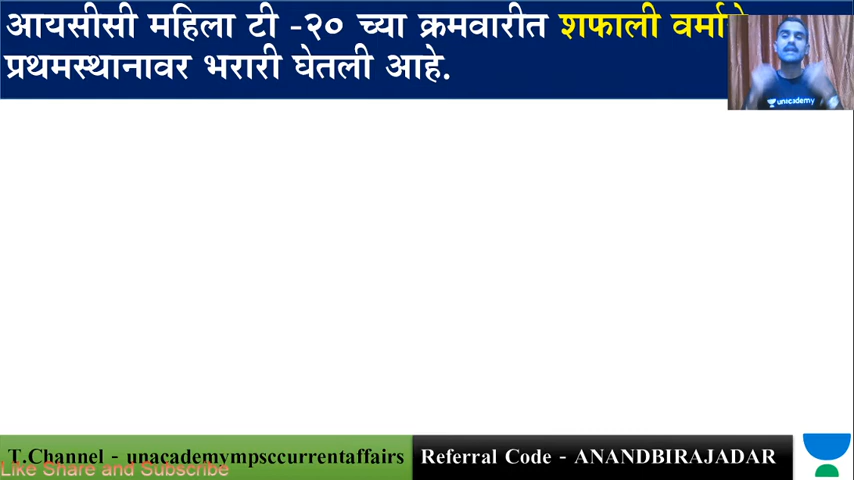 आयसीसी महिला टी -२० च्या क्रमवारीत शफाली
प्रथमस्थानावर भरारी घेतली आहे.
unacademy
T.Channel - unacademympsccurrentaffairs
Referral Code - ANANDBIRAJADAR
Like Share and Subscribe